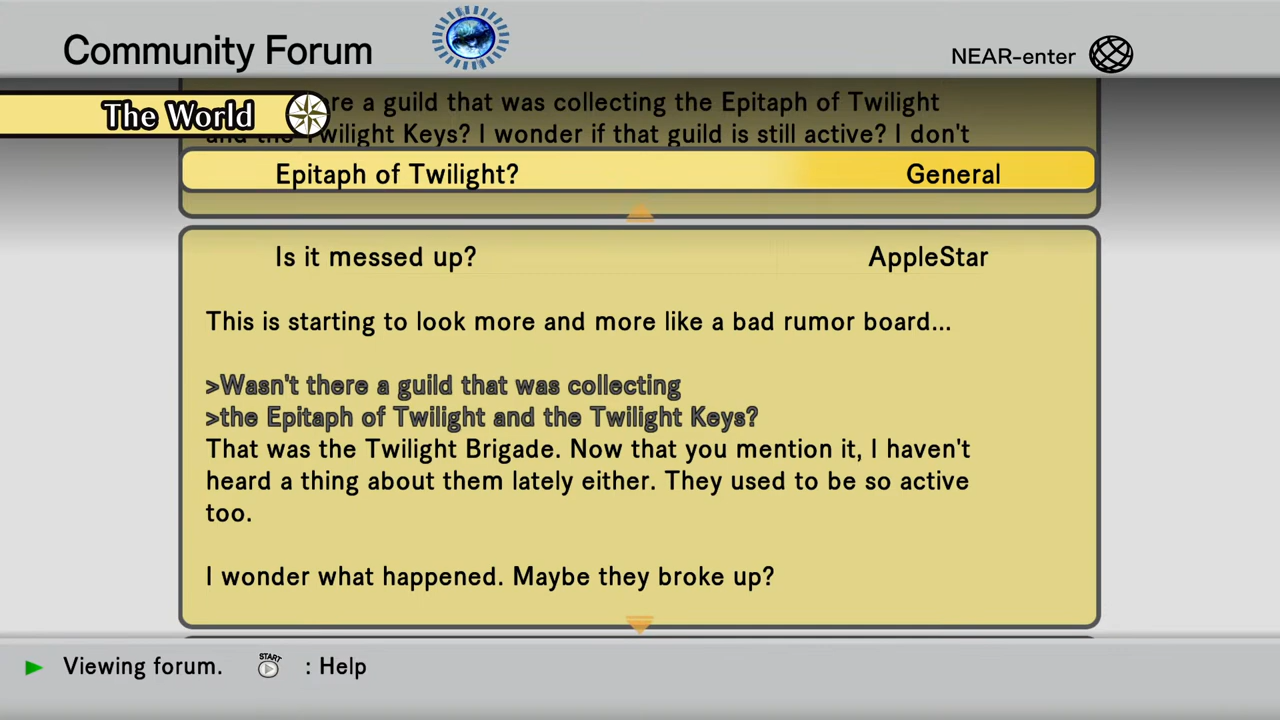 Community Forum
NEAR-enter
The World
re a guild that was collecting the Epitaph of Twilight
and the Twilight Keys? I wonder if that guild is still active? I don't
Epitaph of Twilight?
General
Is it messed up?
AppleStar
This is starting to look more and more like a bad rumor board...
>Wasn't there a guild that was collecting
>the Epitaph of Twilight and the Twilight Keys?
That was the Twilight Brigade. Now that you mention it, I haven't
heard a thing about them lately either. They used to be so active
too.
I wonder what happened. Maybe they broke up?
Viewing forum.
START
: Help